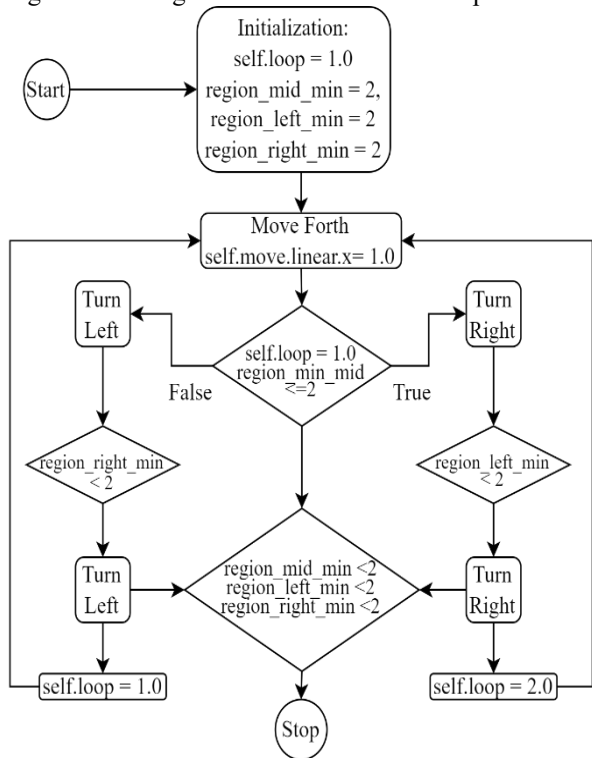 Initialization:
self.loop = 1.0
region_mid_min = 2,
region_left_min = 2
region_right_min = 2
Start
Move Forth
self.move.linear.x= 1.0
Turn
Left
self.loop = 1.0
region_min_mid
<=2
Turn
Right
False
True
region_right_min
< 2
region_left_min
< 2
Turn
Left
region_mid_min <2
region_left_min <2
region_right_min <2
Turn
Right
self.loop = 1.0
self.loop = 2.0
Stop